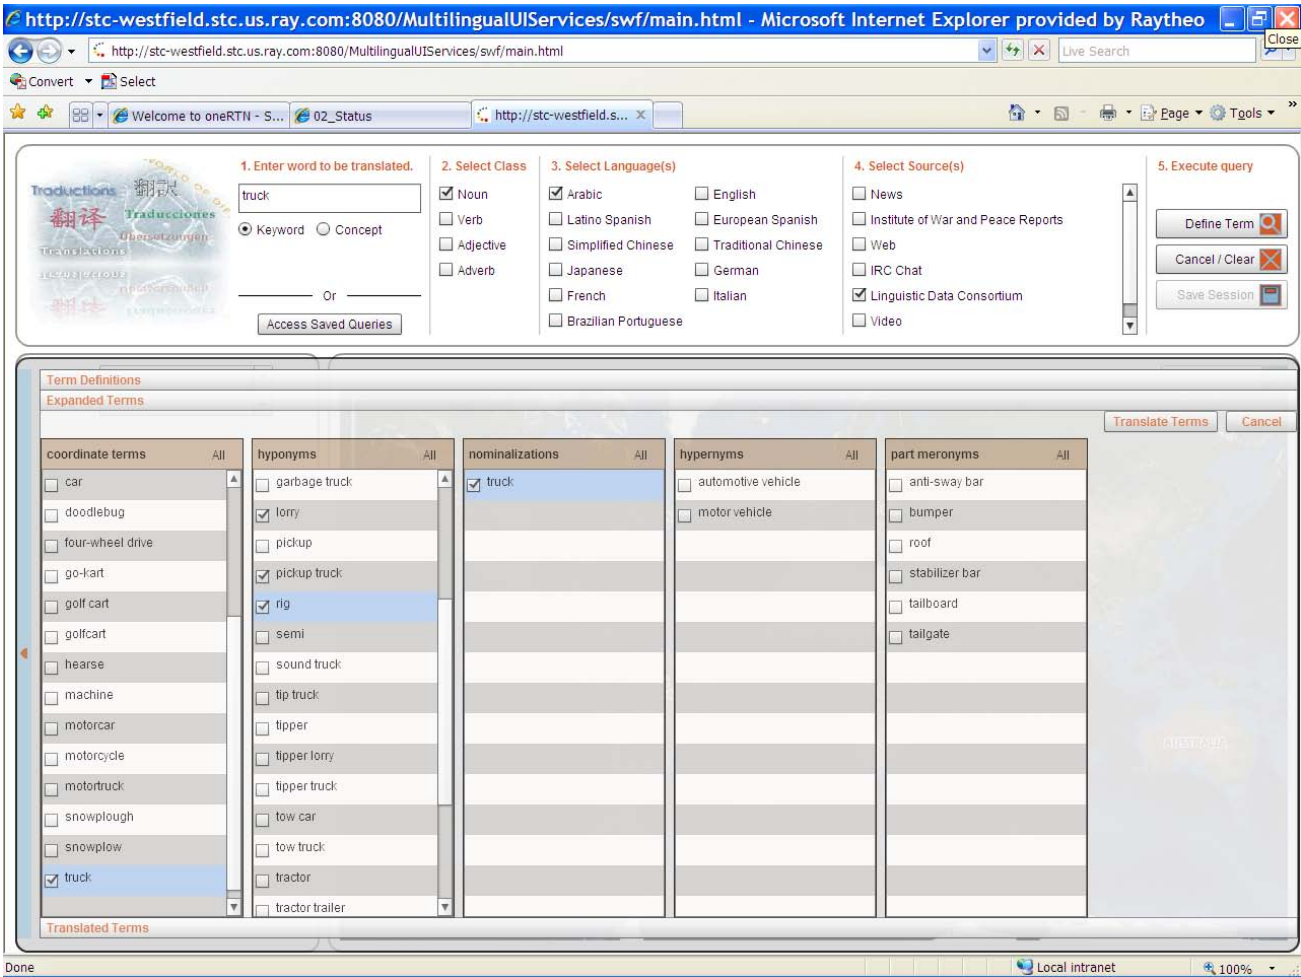 http://stc-westfield.stc.us.ray.com:8080/MultilingualUIServices/swf/main.html - Microsoft Internet Explorer provided by Raytheo
Close
http://stc-westfield.stc.us.ray.com:8080/MultilingualUIServices/swf/main.html
Live Search
Convert Select
Welcome to oneRTN - S... 02_Status http://stc-westfield.s... X Page Tools »
Traductions 翻訳
翻译 Traducciones
Übersetzungen
Translations
1. Enter word to be translated.
truck
Keyword Concept
Or
Access Saved Queries
2. Select Class
Noun
Verb
Adjective
Adverb
3. Select Language(s)
Arabic English
Latino Spanish European Spanish
Simplified Chinese Traditional Chinese
Japanese German
French Italian
Brazilian Portuguese
4. Select Source(s)
News
Institute of War and Peace Reports
Web
IRC Chat
Linguistic Data Consortium
Video
5. Execute query
Define Term
Cancel / Clear
Save Session
Term Definitions
Expanded Terms
Translate Terms Cancel
coordinate terms All
car
doodlebug
four-wheel drive
go-kart
golf cart
golfcart
hearse
machine
motorcar
motorcycle
motortruck
snowplough
snowplow
truck
hyponyms All
garbage truck
lorry
pickup
pickup truck
rig
semi
sound truck
tip truck
tipper
tipper lorry
tipper truck
tow car
tow truck
tractor
tractor trailer
nominalizations All
truck
hypernyms All
automotive vehicle
motor vehicle
part meronyms All
anti-sway bar
bumper
roof
stabilizer bar
tailboard
tailgate
AUSTRALIA
Translated Terms
Done Local intranet 100%